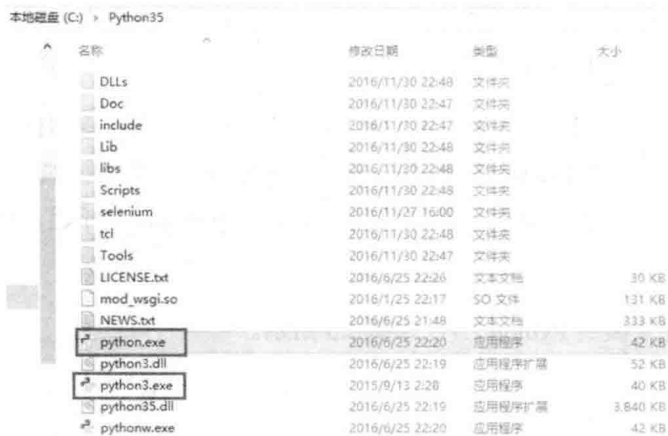 本地磁盘 (C:) > Python35
名称 修改日期 类型 大小
DLLs 2016/11/30 22:48 文件夹
Doc 2016/11/30 22:47 文件夹
include 2016/11/30 22:47 文件夹
Lib 2016/11/30 22:48 文件夹
libs 2016/11/30 22:48 文件夹
Scripts 2016/11/30 22:48 文件夹
selenium 2016/11/27 16:00 文件夹
tcl 2016/11/30 22:48 文件夹
Tools 2016/11/30 22:47 文件夹
LICENSE.txt 2016/6/25 22:26 文本文档 30 KB
mod_wsgi.so 2016/1/25 22:17 SO 文件 131 KB
NEWS.txt 2016/6/25 21:48 文本文档 333 KB
python.exe 2016/6/25 22:20 应用程序 42 KB
python3.dll 2016/6/25 22:19 应用程序扩展 52 KB
python3.exe 2015/9/13 2:28 应用程序 40 KB
python35.dll 2016/6/25 22:19 应用程序扩展 3,840 KB
pythonw.exe 2016/6/25 22:20 应用程序 42 KB